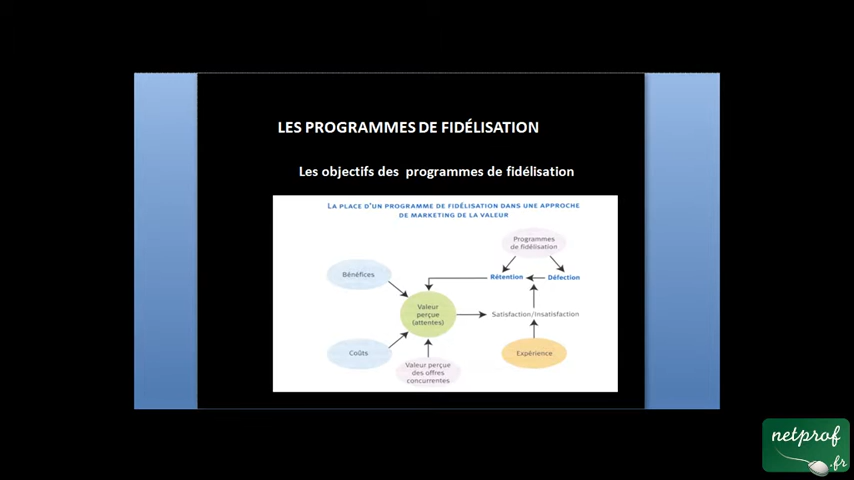 LES PROGRAMMES DE FIDÉLISATION
Les objectifs des programmes de fidélisation
LA PLACE D'UN PROGRAMME DE FIDÉLISATION DANS UNE APPROCHE
DE MARKETING DE LA VALEUR
Programmes
de fidélisation
Bénéfices
Rétention
Défection
Valeur
perçue
(attentes)
Satisfaction/Insatisfaction
Coûts
Expérience
Valeur perçue
des offres
concurrentes
netprof
.fr